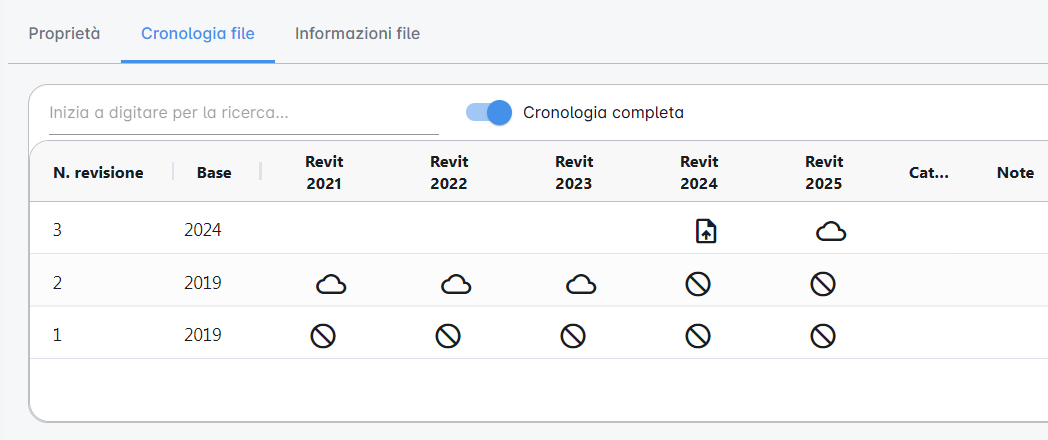 Proprietà Cronologia file Informazioni file
Inizia a digitare per la ricerca... Cronologia completa
N. revisione Base Revit 2021 Revit 2022 Revit 2023 Revit 2024 Revit 2025 Cat... Note
3 2024
2 2019
1 2019